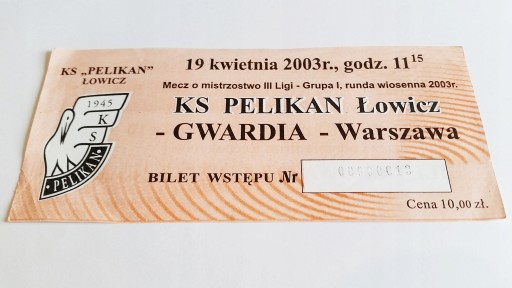 KS „PELIKAN”
ŁOWICZ
1945
KS
PELIKAN
19 kwietnia 2003r., godz. 11¹⁵
Mecz o mistrzostwo III Ligi - Grupa I, runda wiosenna 2003r.
KS PELIKAN Łowicz
- GWARDIA - Warszawa
BILET WSTĘPU Nr
Cena 10,00 zł.